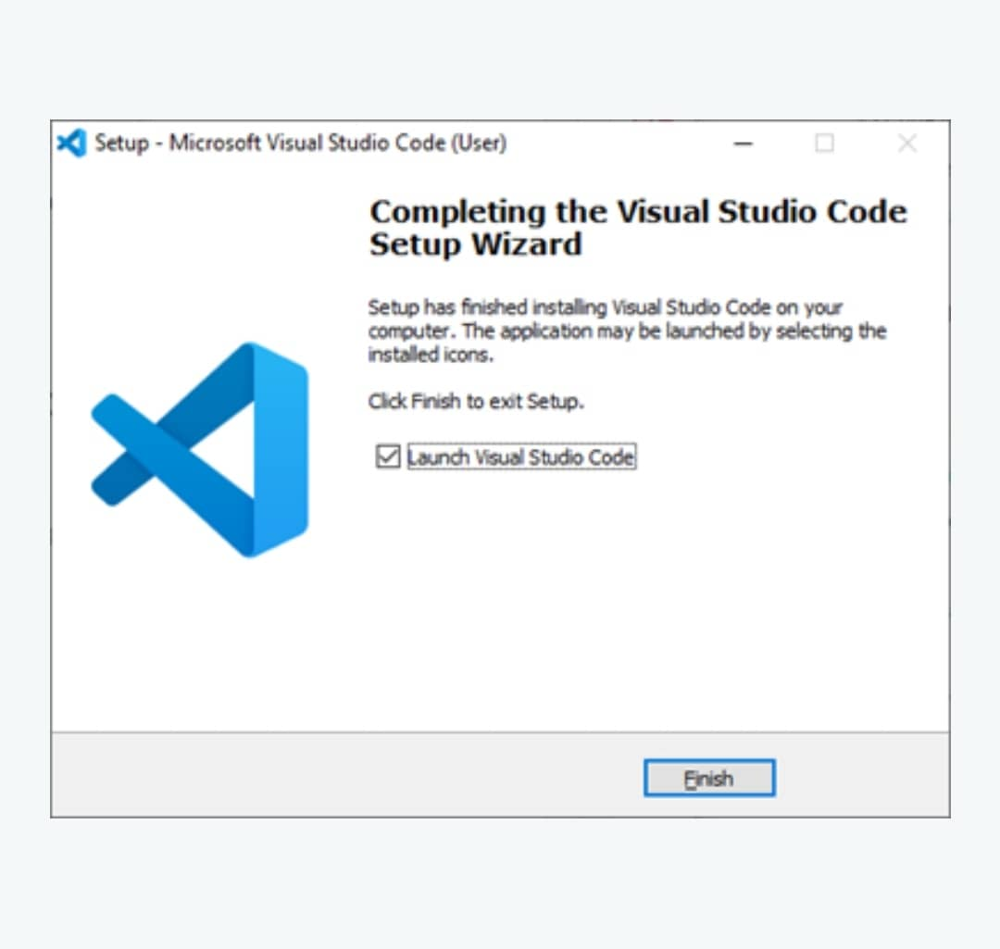 Setup - Microsoft Visual Studio Code (User)
Completing the Visual Studio Code
Setup Wizard
Setup has finished installing Visual Studio Code on your
computer. The application may be launched by selecting the
installed icons.
Click Finish to exit Setup.
Launch Visual Studio Code
Finish